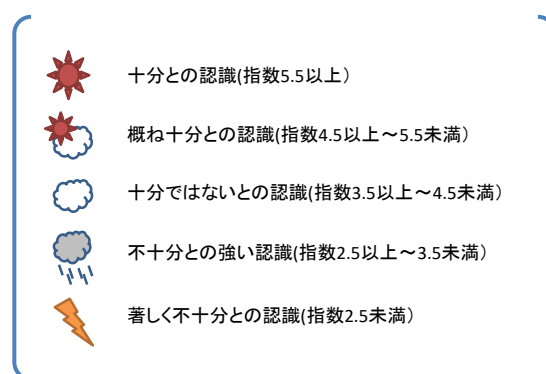 十分との認識(指数5.5以上)
概ね十分との認識(指数4.5以上～5.5未満)
十分ではないとの認識(指数3.5以上～4.5未満)
不十分との強い認識(指数2.5以上～3.5未満)
著しく不十分との認識(指数2.5未満)